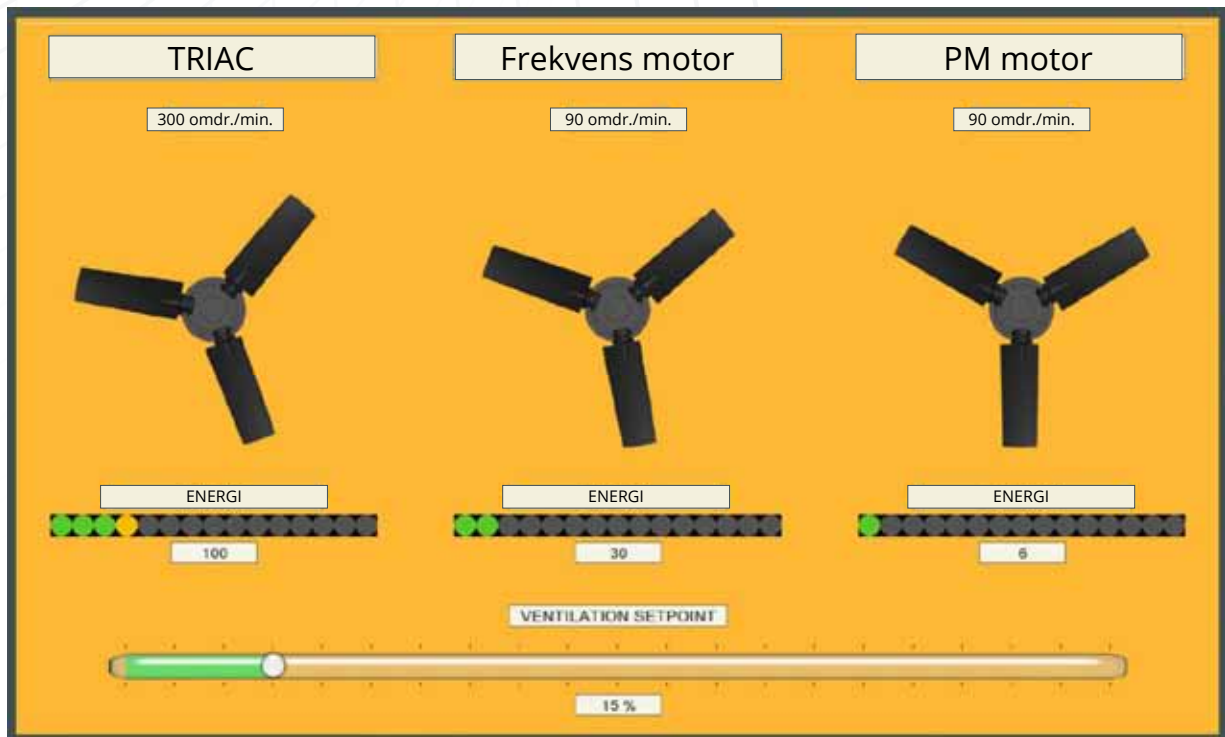 TRIAC
Frekvens motor
PM motor
300 omdr./min.
90 omdr./min.
90 omdr./min.
ENERGI
ENERGI
ENERGI
100
30
6
VENTILATION SETPOINT
15 %